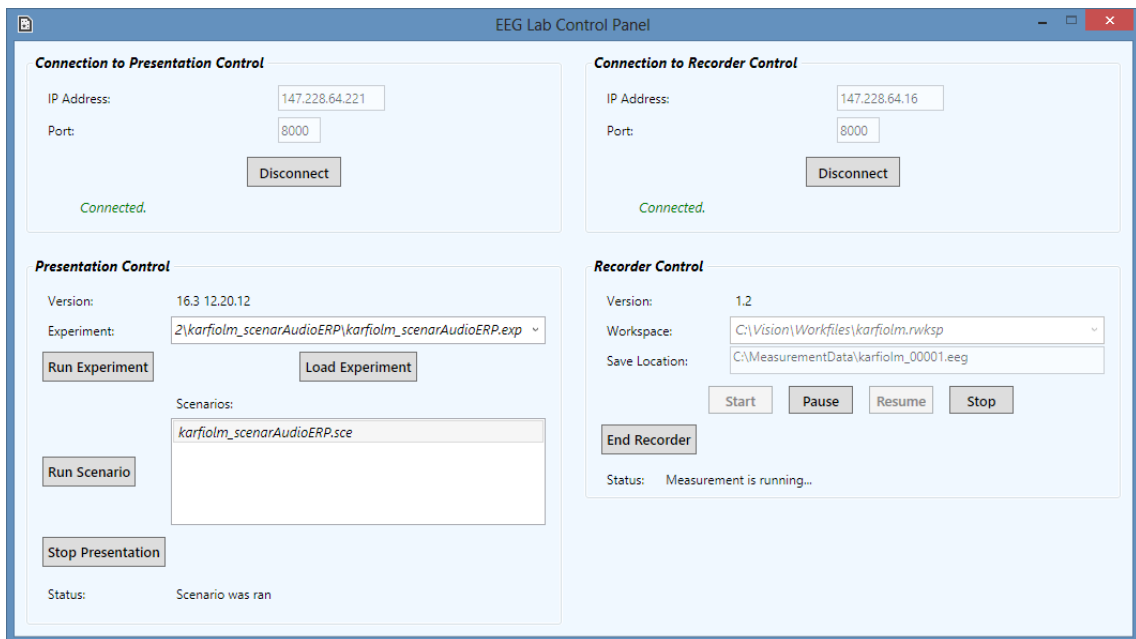 EEG Lab Control Panel
Connection to Presentation Control
IP Address: 147.228.64.221
Port: 8000
Disconnect
Connected.
Connection to Recorder Control
IP Address: 147.228.64.16
Port: 8000
Disconnect
Connected.
Presentation Control
Version: 16.3 12.20.12
Experiment: 2\karfiolm_scenarAudioERP\karfiolm_scenarAudioERP.exp
Run Experiment Load Experiment
Scenarios:
karfiolm_scenarAudioERP.sce
Run Scenario
Stop Presentation
Status: Scenario was ran
Recorder Control
Version: 1.2
Workspace: C:\Vision\Workfiles\karfiolm.rwksp
Save Location: C:\MeasurementData\karfiolm_00001.eeg
Start Pause Resume Stop
End Recorder
Status: Measurement is running...